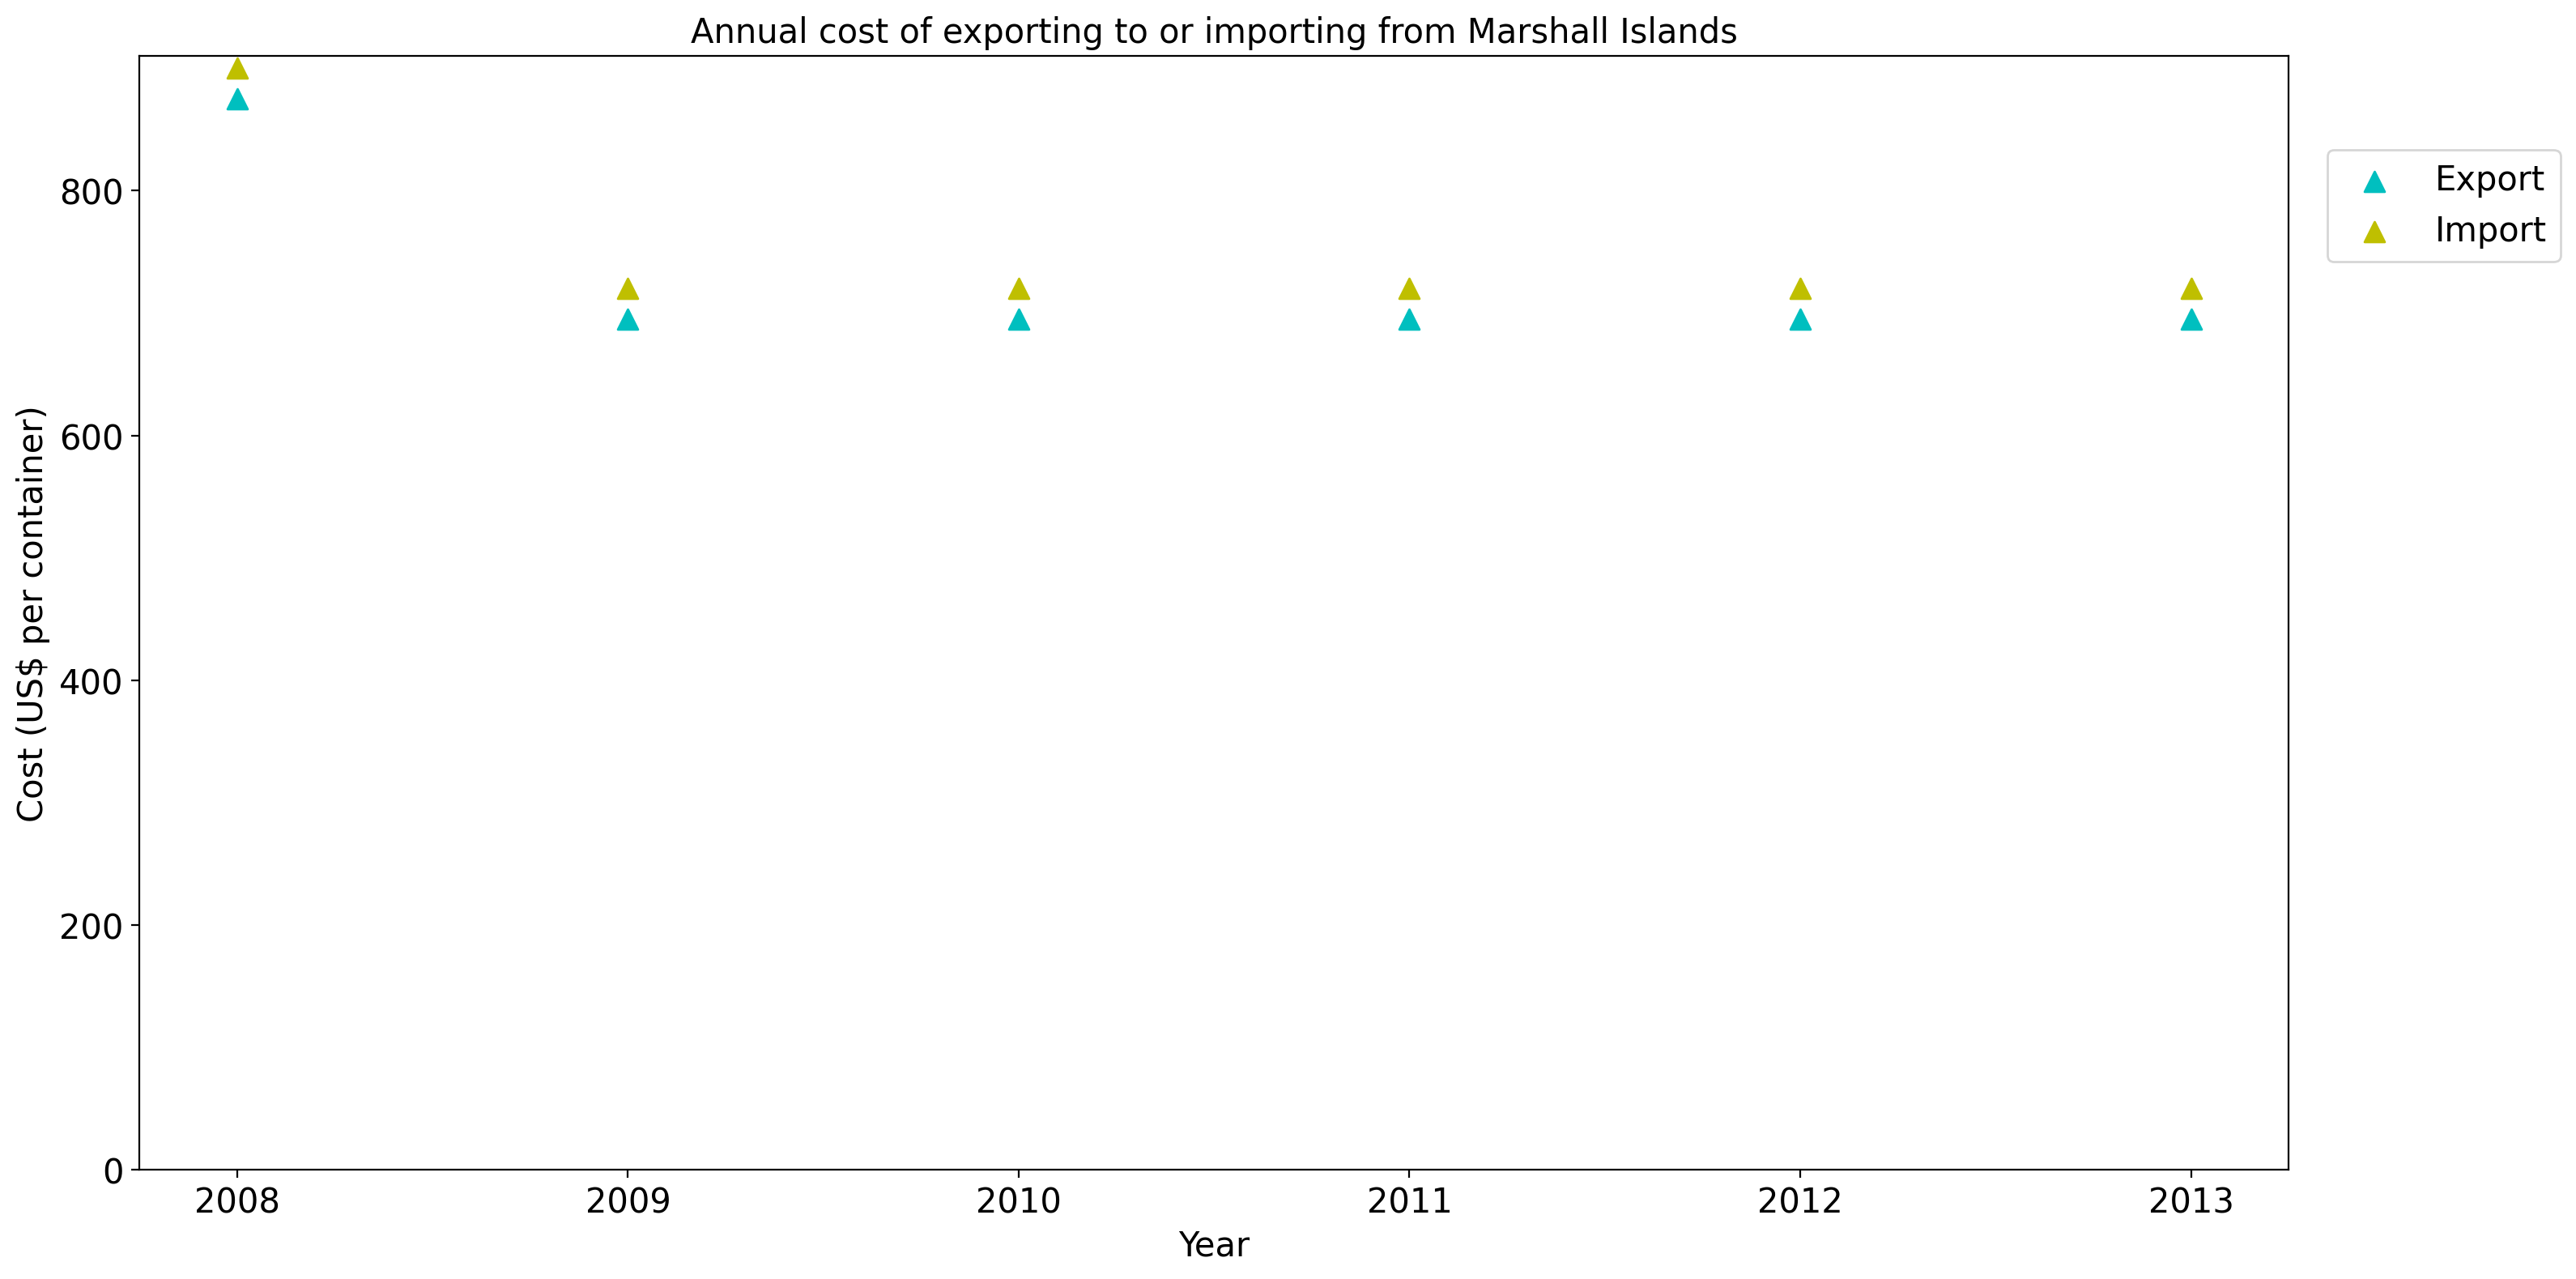 Annual cost of exporting to or importing from Marshall Islands
Export
Import
Cost (US$ per container)
800
600
400
200
0
2008 2009 2010 2011 2012 2013
Year